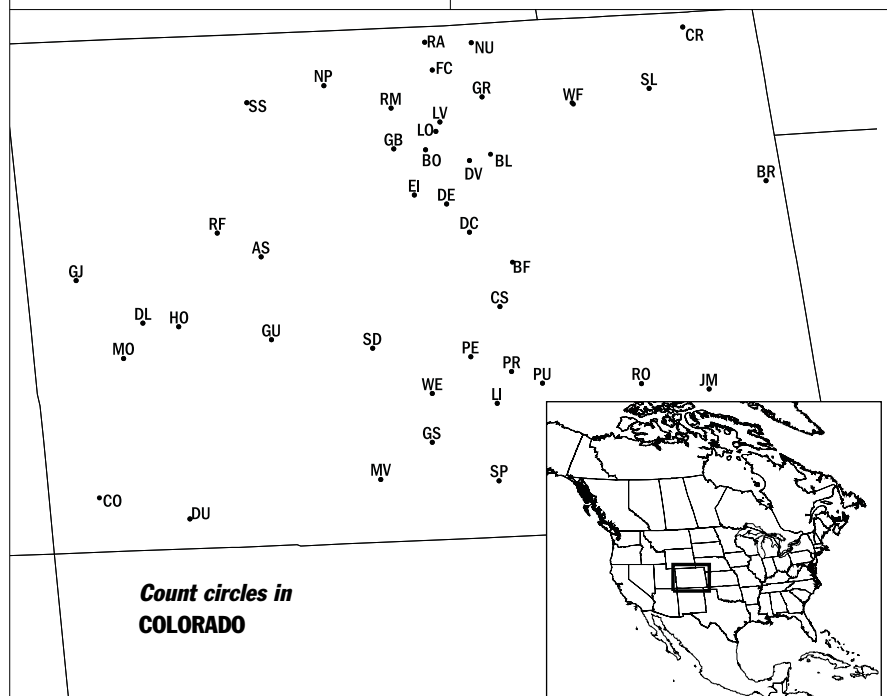 RA
NU
CR
FC
NP
SS
RM
GR
WF
SL
LV
LO
GB
BO
DV
BL
BR
EI
DE
RF
DC
AS
GJ
BF
CS
DL
HO
GU
SD
MO
PE
PR
PU
RO
JM
WE
LI
GS
MV
SP
CO
DU
Count circles in
COLORADO